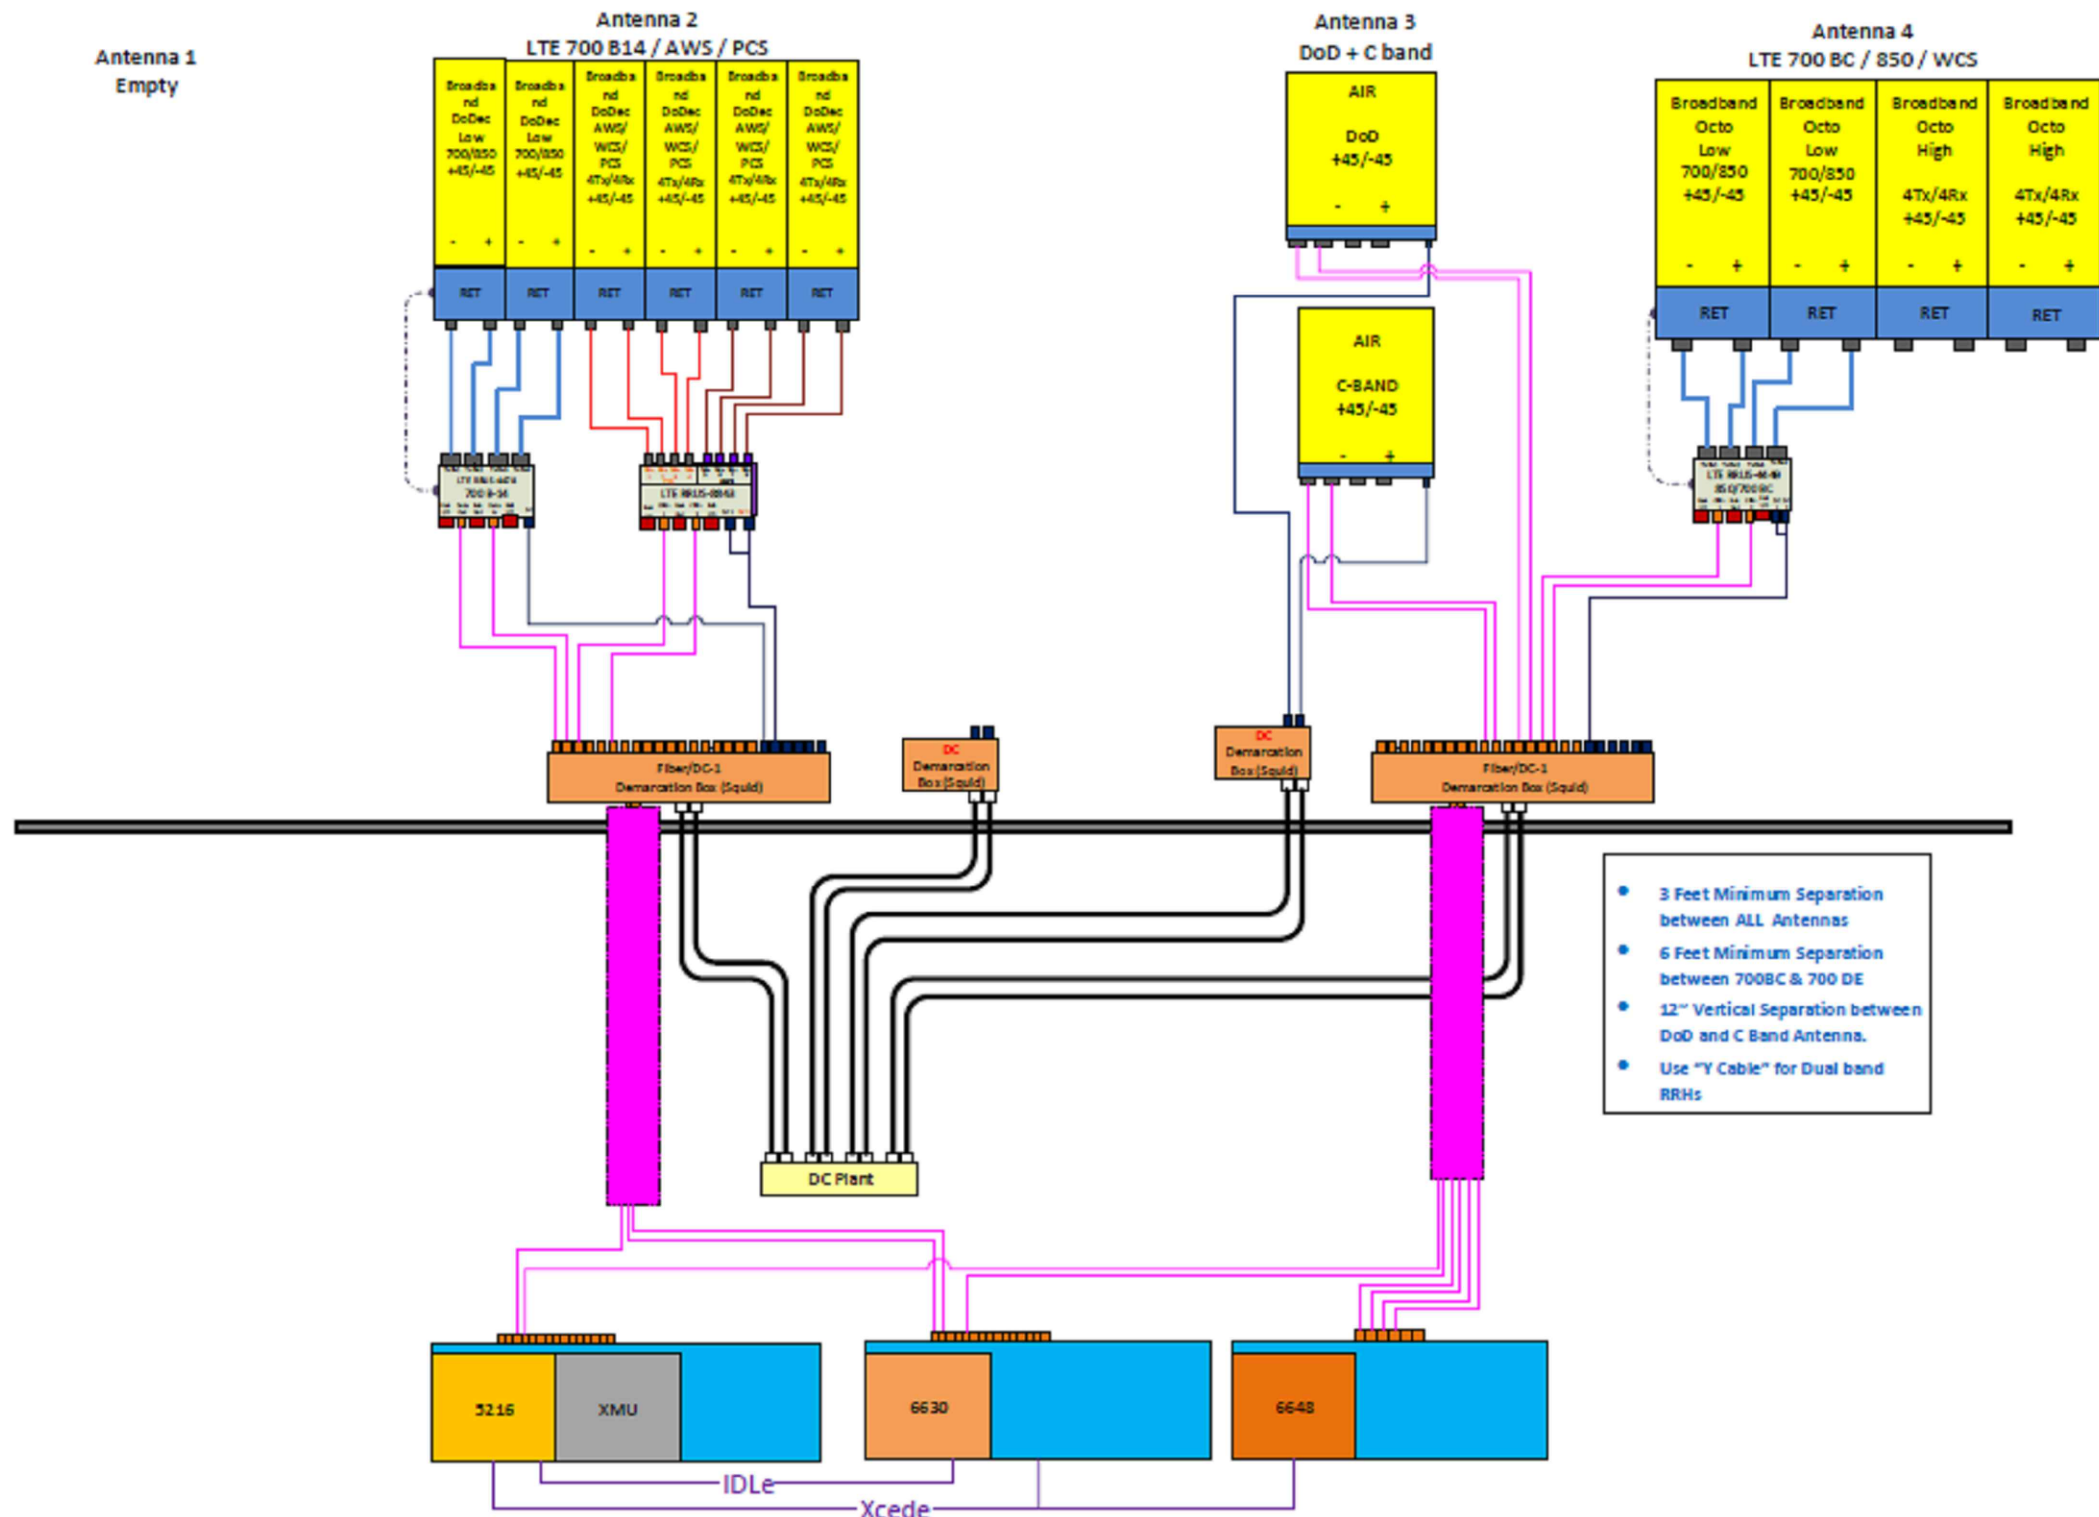 Antenna 1
Empty
Antenna 2
LTE 700 B14 / AWS / PCS
Antenna 3
DoD + C band
Antenna 4
LTE 700 BC / 850 / WCS
Broadba
nd
DoDec
Low
700/850
+45/-45
- +
RET
Broadba
nd
DoDec
Low
700/850
+45/-45
- +
RET
Broadba
nd
DoDec
AWS/
WCS/
PCS
4Tx/4Rx
+45/-45
- +
RET
Broadba
nd
DoDec
AWS/
WCS/
PCS
4Tx/4Rx
+45/-45
- +
RET
Broadba
nd
DoDec
AWS/
WCS/
PCS
4Tx/4Rx
+45/-45
- +
RET
Broadba
nd
DoDec
AWS/
WCS/
PCS
4Tx/4Rx
+45/-45
- +
RET
AIR
DoD
+45/-45
- +
AIR
C-BAND
+45/-45
- +
Broadband
Octo
Low
700/850
+45/-45
- +
RET
Broadband
Octo
Low
700/850
+45/-45
- +
RET
Broadband
Octo
High
4Tx/4Rx
+45/-45
- +
RET
Broadband
Octo
High
4Tx/4Rx
+45/-45
- +
RET
700 B-14
LTE RRUS-8843
850/700 BC
Fiber/DC-1
Demarcation Box (Squid)
DC
Demarcation
Box (Squid)
DC
Demarcation
Box (Squid)
Fiber/DC-1
Demarcation Box (Squid)
• 3 Feet Minimum Separation
between ALL Antennas
• 6 Feet Minimum Separation
between 700BC & 700 DE
• 12" Vertical Separation between
DoD and C Band Antenna.
• Use "Y Cable" for Dual band
RRHs
DC Plant
5216
XMU
6630
6648
IDLe
Xcede